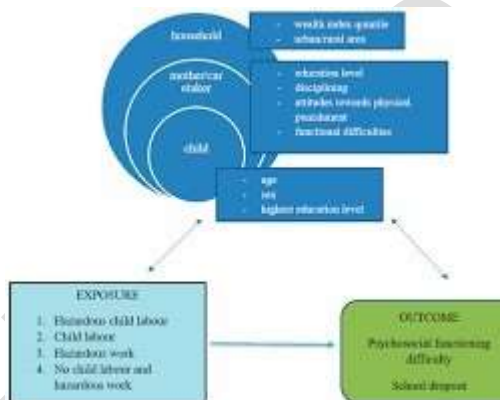 household
- wealth index quintile
- urban/rural area
mother/car
etaker
- education level
- disciplining
- attitudes towards physical
punishment
- functional difficulties
child
- age
- sex
- highest education level
EXPOSURE
1. Hazardous child labour
2. Child labour
3. Hazardous work
4. No child labour and
hazardous work
OUTCOME
Psychosocial functioning
difficulty
School dropout